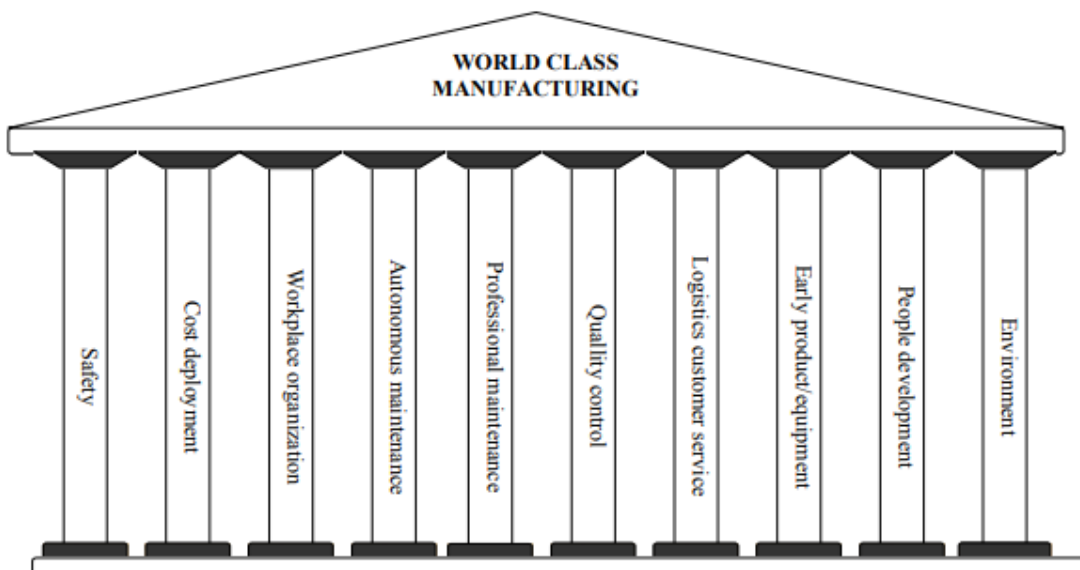 WORLD CLASS
MANUFACTURING
Safety
Cost deployment
Workplace organization
Autonomous maintenance
Professional maintenance
Quallity control
Logistics customer service
Early product/equipment
People development
Environment